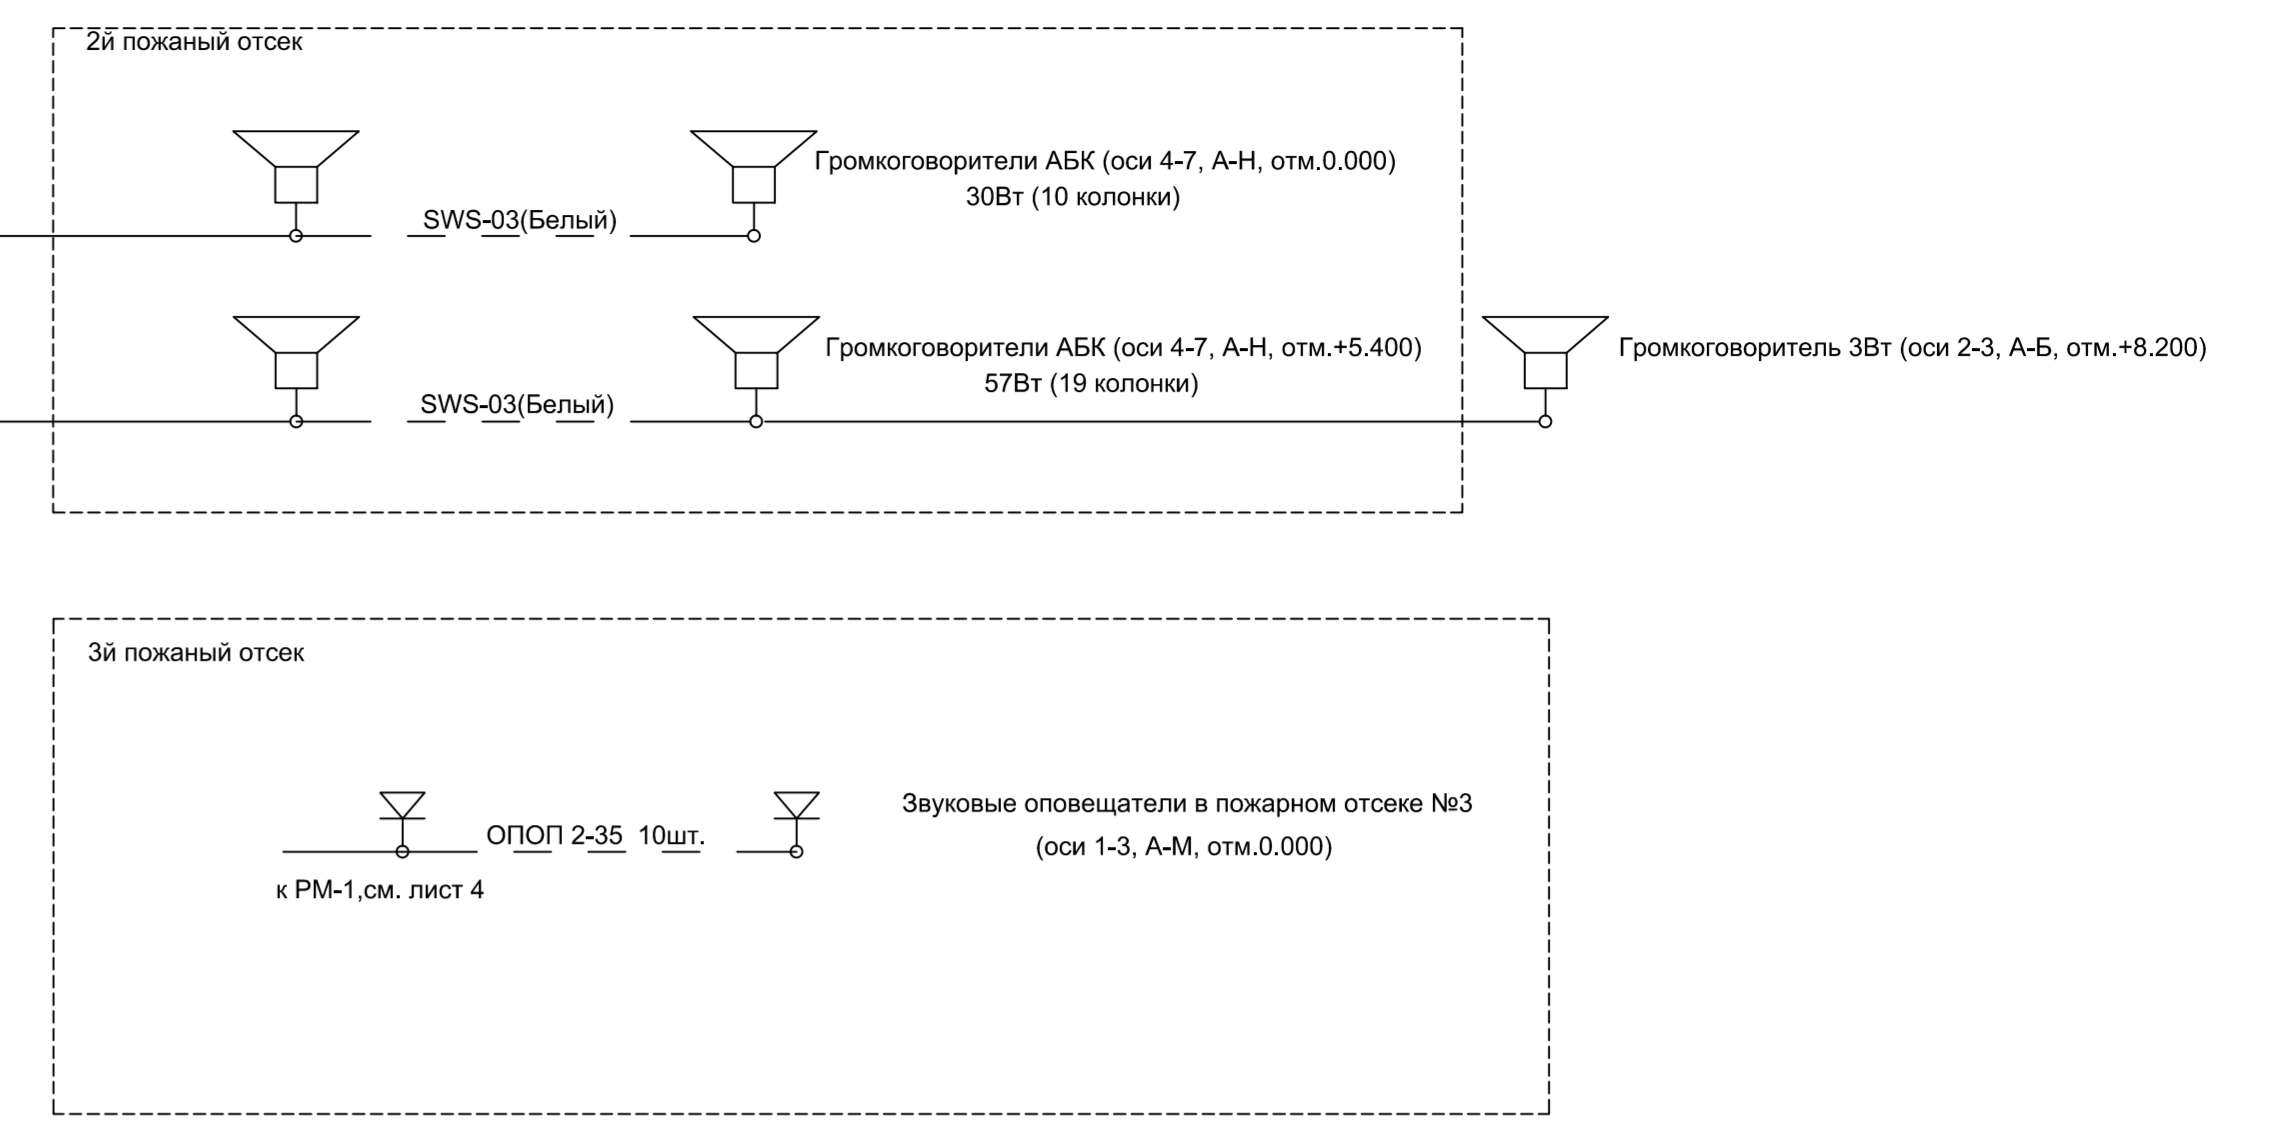 2й пожаный отсек
Громкоговорители АБК (оси 4-7, А-Н, отм.0.000)
30Вт (10 колонки)
SWS-03(Белый)
Громкоговорители АБК (оси 4-7, А-Н, отм.+5.400)
57Вт (19 колонки)
Громкоговоритель 3Вт (оси 2-3, А-Б, отм.+8.200)
SWS-03(Белый)
3й пожаный отсек
Звуковые оповещатели в пожарном отсеке №3
(оси 1-3, А-М, отм.0.000)
ОПОП 2-35 10шт.
к РМ-1,см. лист 4